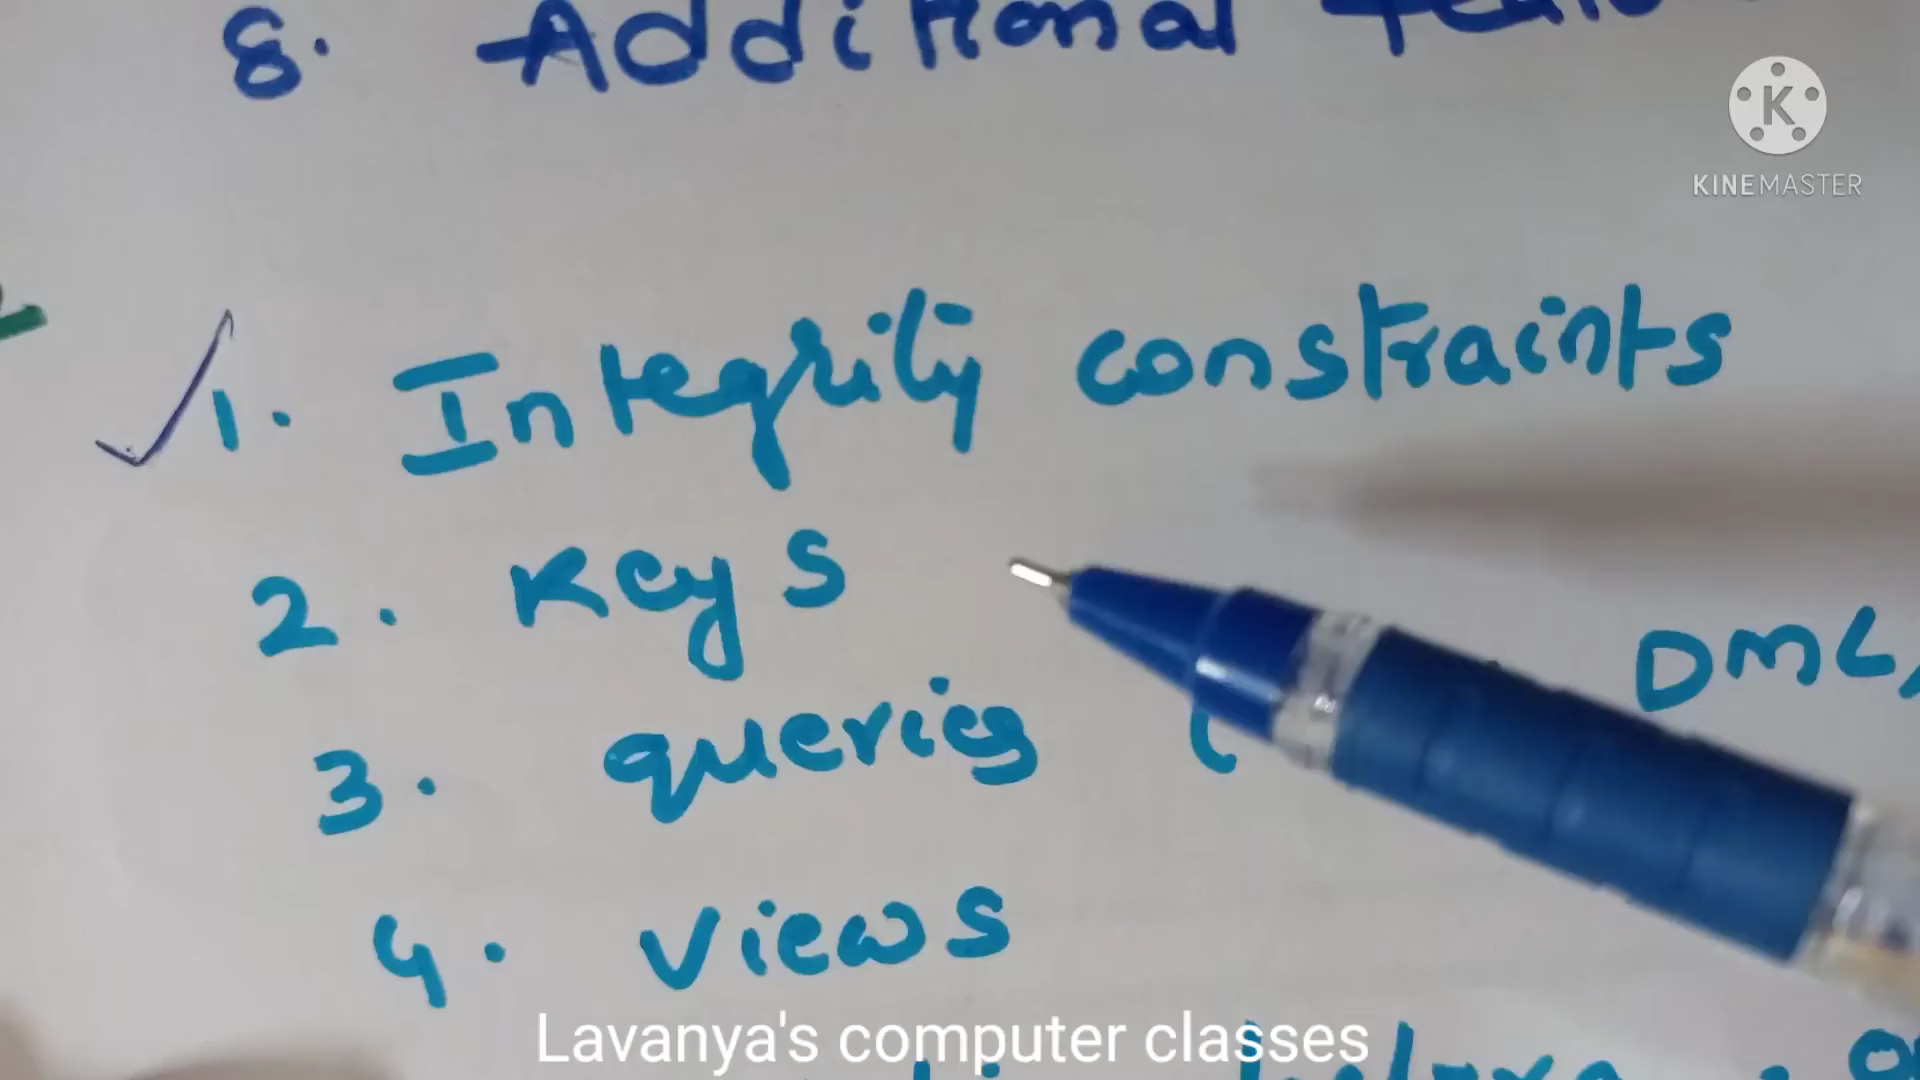 8. Additional
KINEMASTER
1. Integrity constraints
2. Keys
3. queries ( DML,
4. Views
Lavanya's computer classes